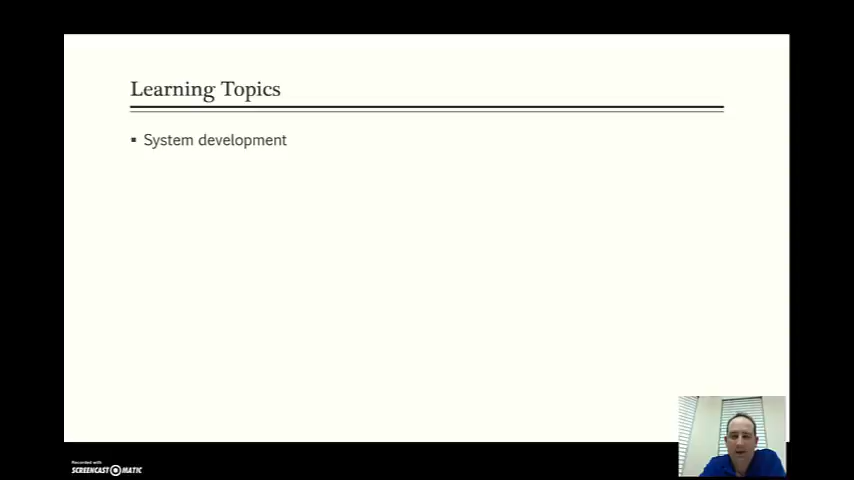 Learning Topics
▪ System development
Recorded with
SCREENCAST-O-MATIC